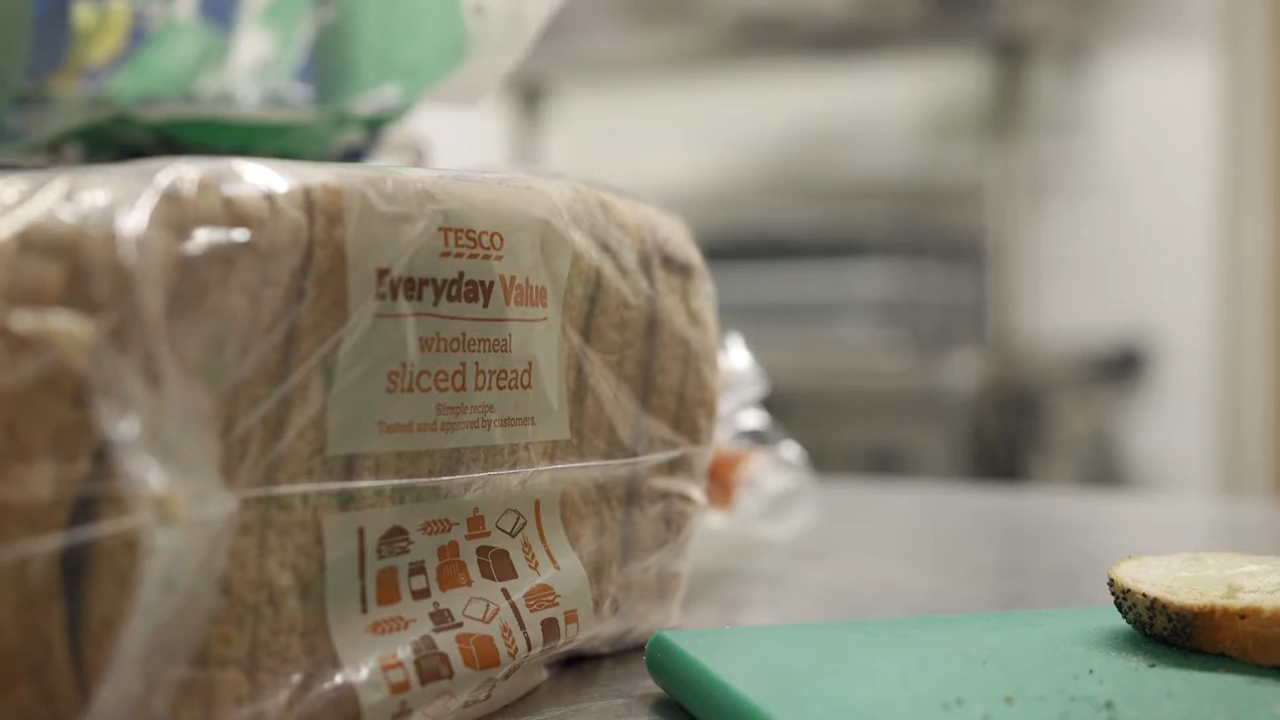 TESCO
Everyday Value
wholemeal
sliced bread
Simple recipe.
Tasted and approved by customers.